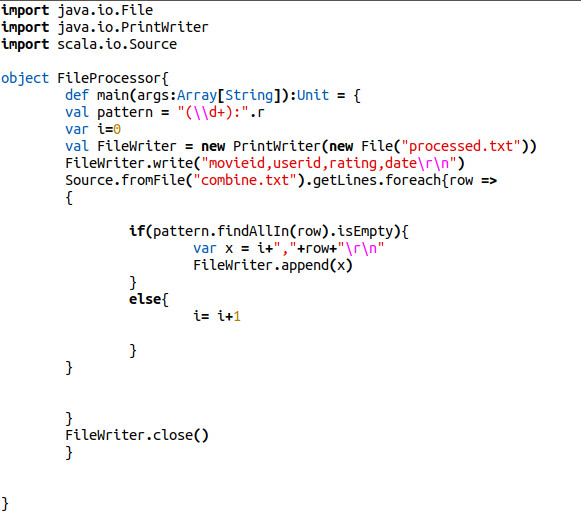 import java.io.File
import java.io.PrintWriter
import scala.io.Source
object FileProcessor{
def main(args:Array[String]):Unit = {
val pattern = "(\\d+):".r
var i=0
val FileWriter = new PrintWriter(new File("processed.txt"))
FileWriter.write("movieid,userid,rating,date\r\n")
Source.fromFile("combine.txt").getLines.foreach{row =>
{
if(pattern.findAllIn(row).isEmpty){
var x = i+","+row+"\r\n"
FileWriter.append(x)
}
else{
i= i+1
}
}
}
FileWriter.close()
}
}